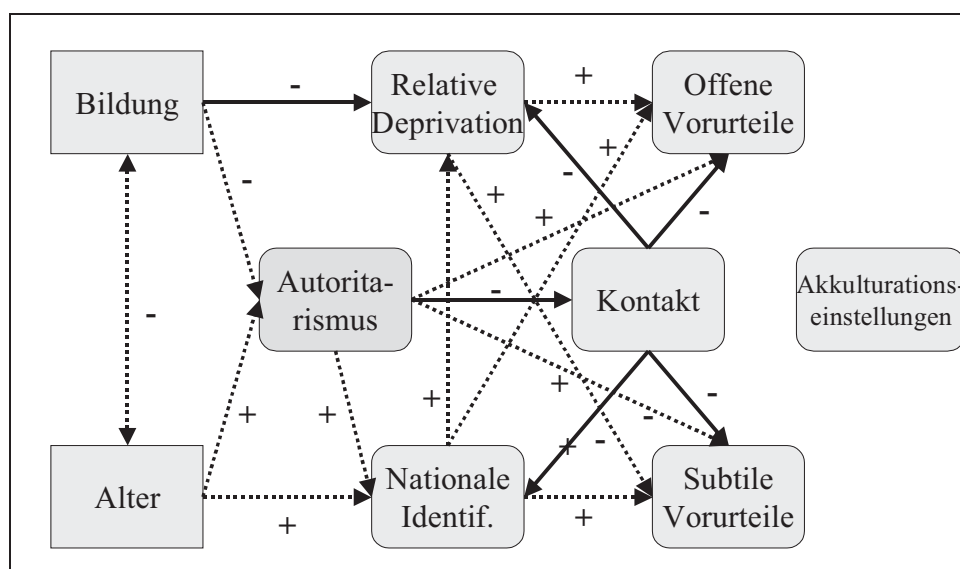 Bildung
-
Relative
Deprivation
+
Offene
Vorurteile
-
-
+
+
+
-
-
Autorita-
rismus
-
Kontakt
Akkulturations-
einstellungen
+
+
+
+
-
-
+
-
Alter
+
Nationale
Identif.
+
Subtile
Vorurteile